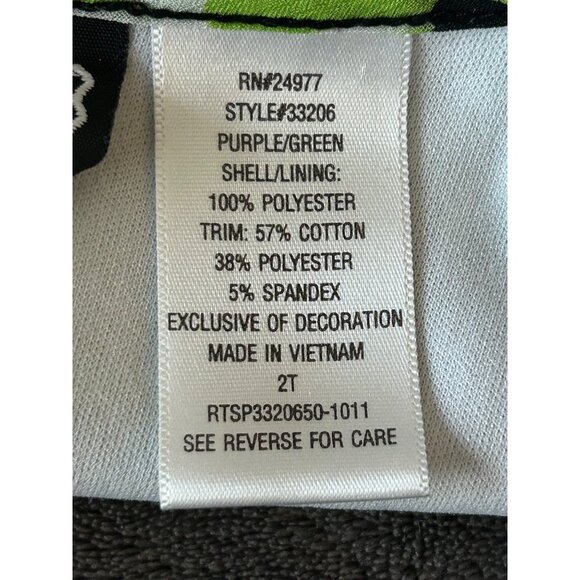 RN#24977
STYLE#33206
PURPLE/GREEN
SHELL/LINING:
100% POLYESTER
TRIM: 57% COTTON
38% POLYESTER
5% SPANDEX
EXCLUSIVE OF DECORATION
MADE IN VIETNAM
2T
RTSP3320650-1011
SEE REVERSE FOR CARE